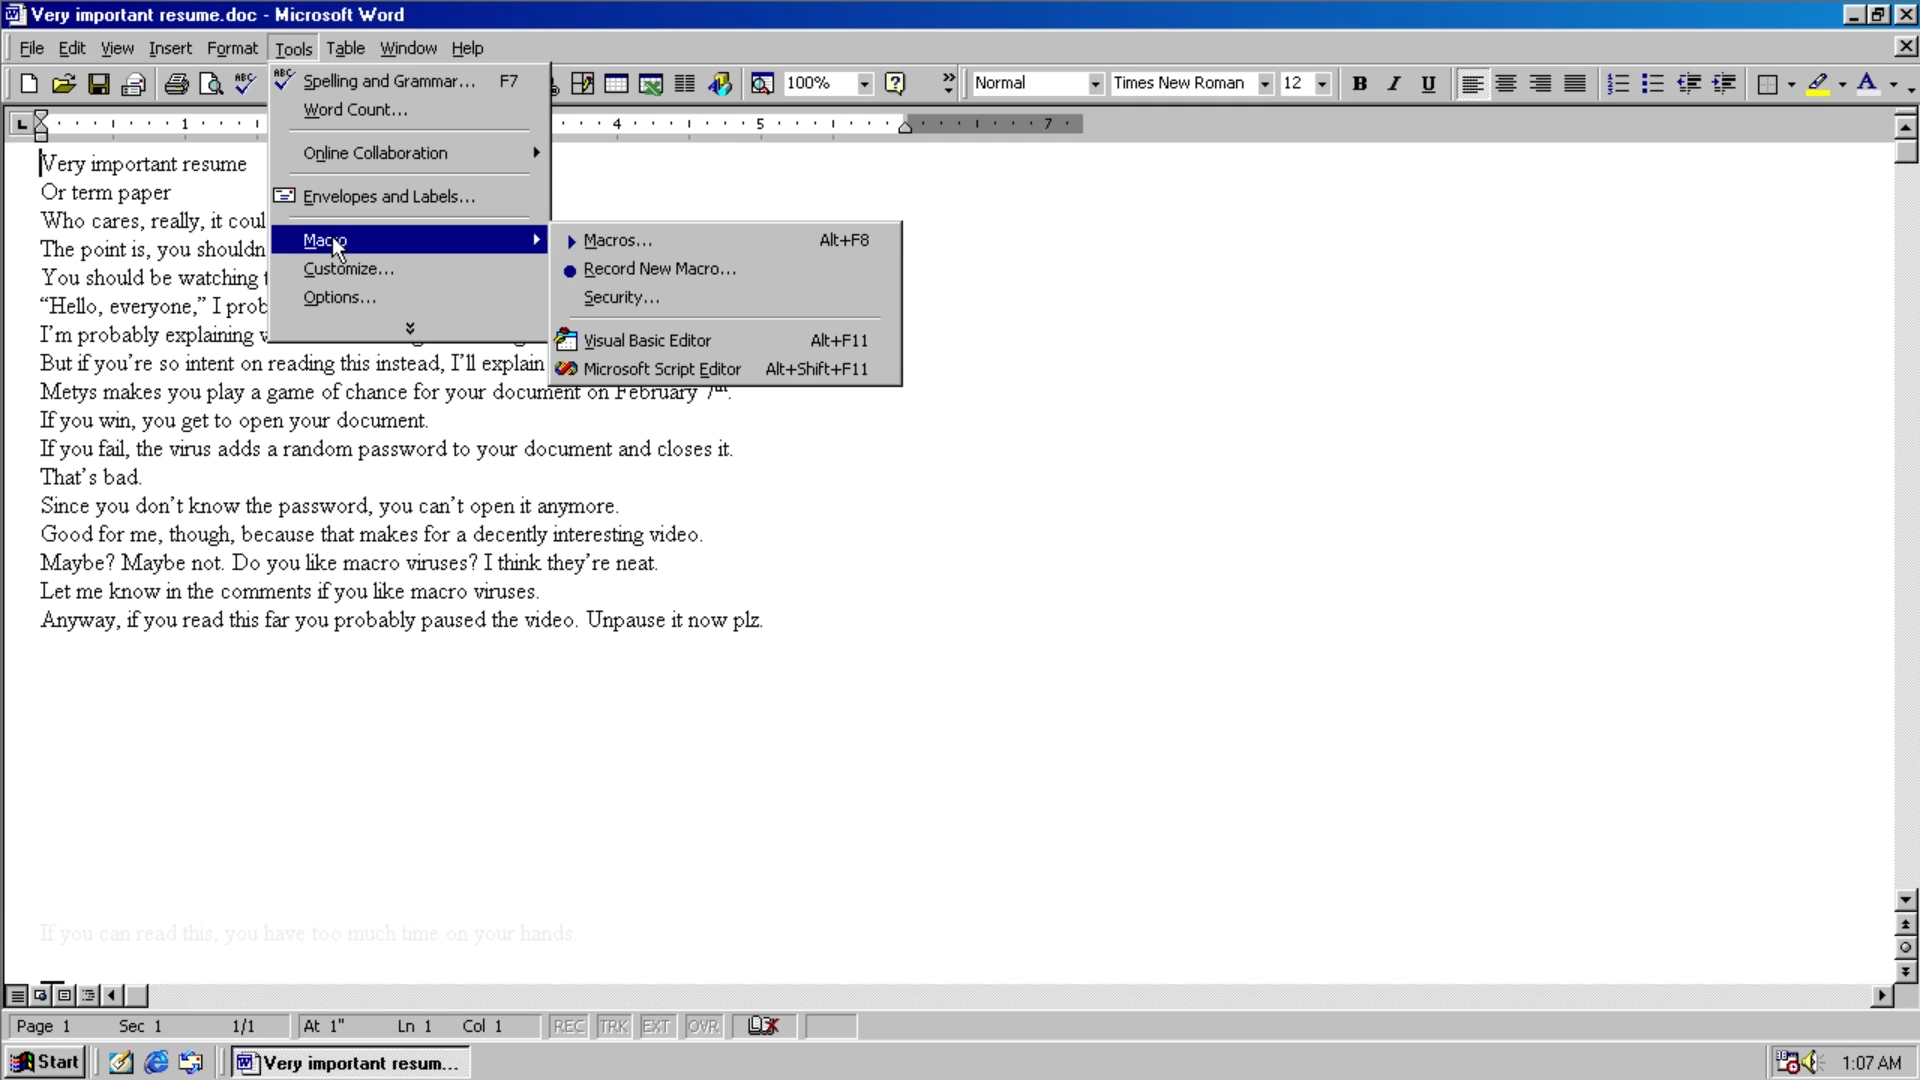 Very important resume.doc - Microsoft Word
File Edit View Insert Format Tools Table Window Help
100% Normal Times New Roman 12 B I U A
Spelling and Grammar... F7
Word Count...
Online Collaboration
Envelopes and Labels...
Macro
Customize...
Options...
Macros... Alt+F8
Record New Macro...
Security...
Visual Basic Editor Alt+F11
Microsoft Script Editor Alt+Shift+F11
1 4 5 7
Very important resume
Or term paper
Who cares, really, it coul
The point is, you shouldn
You should be watching
“Hello, everyone,” I prob
I’m probably explaining
But if you’re so intent on reading this instead, I’ll explain
Metys makes you play a game of chance for your document on February 7th.
If you win, you get to open your document.
If you fail, the virus adds a random password to your document and closes it.
That’s bad.
Since you don’t know the password, you can’t open it anymore.
Good for me, though, because that makes for a decently interesting video.
Maybe? Maybe not. Do you like macro viruses? I think they’re neat.
Let me know in the comments if you like macro viruses.
Anyway, if you read this far you probably paused the video. Unpause it now plz.
If you can read this, you have too much time on your hands.
Page 1 Sec 1 1/1 At 1" Ln 1 Col 1 REC TRK EXT OVR
Start Very important resum... 1:07 AM